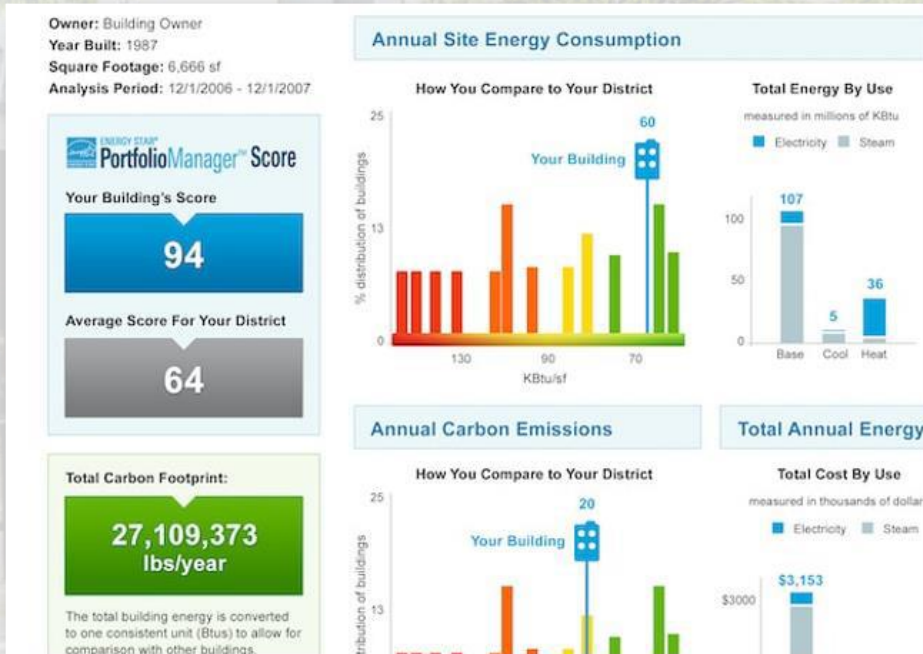 Owner: Building Owner
Year Built: 1987
Square Footage: 6,666 sf
Analysis Period: 12/1/2006 - 12/1/2007
ENERGY STAR®
PortfolioManager™ Score
Your Building's Score
94
Average Score For Your District
64
Total Carbon Footprint:
27,109,373
lbs/year
The total building energy is converted
to one consistent unit (Btus) to allow for
comparison with other buildings.
Annual Site Energy Consumption
How You Compare to Your District
25
13
0
% distribution of buildings
60
Your Building
130 90 70
KBtu/sf
Total Energy By Use
measured in millions of KBtu
Electricity Steam
100
50
0
107
5
36
Base Cool Heat
Annual Carbon Emissions
How You Compare to Your District
25
13
tribution of buildings
20
Your Building
Total Annual Energy
Total Cost By Use
measured in thousands of dollar
Electricity Steam
$3000
$3,153